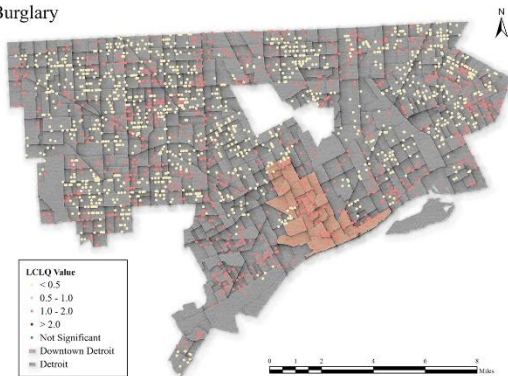 Burglary
N
LCLQ Value
< 0.5
0.5 - 1.0
1.0 - 2.0
> 2.0
Not Significant
Downtown Detroit
Detroit
0 1 2 4 6 8
Miles